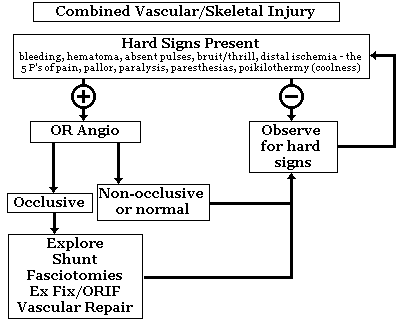 Combined Vascular/Skeletal Injury
Hard Signs Present
bleeding, hematoma, absent pulses, bruit/thrill, distal ischemia - the
5 P's of pain, pallor, paralysis, paresthesias, poikilothermy (coolness)
+
−
OR Angio
Observe
for hard
signs
Occlusive
Non-occlusive
or normal
Explore
Shunt
Fasciotomies
Ex Fix/ORIF
Vascular Repair